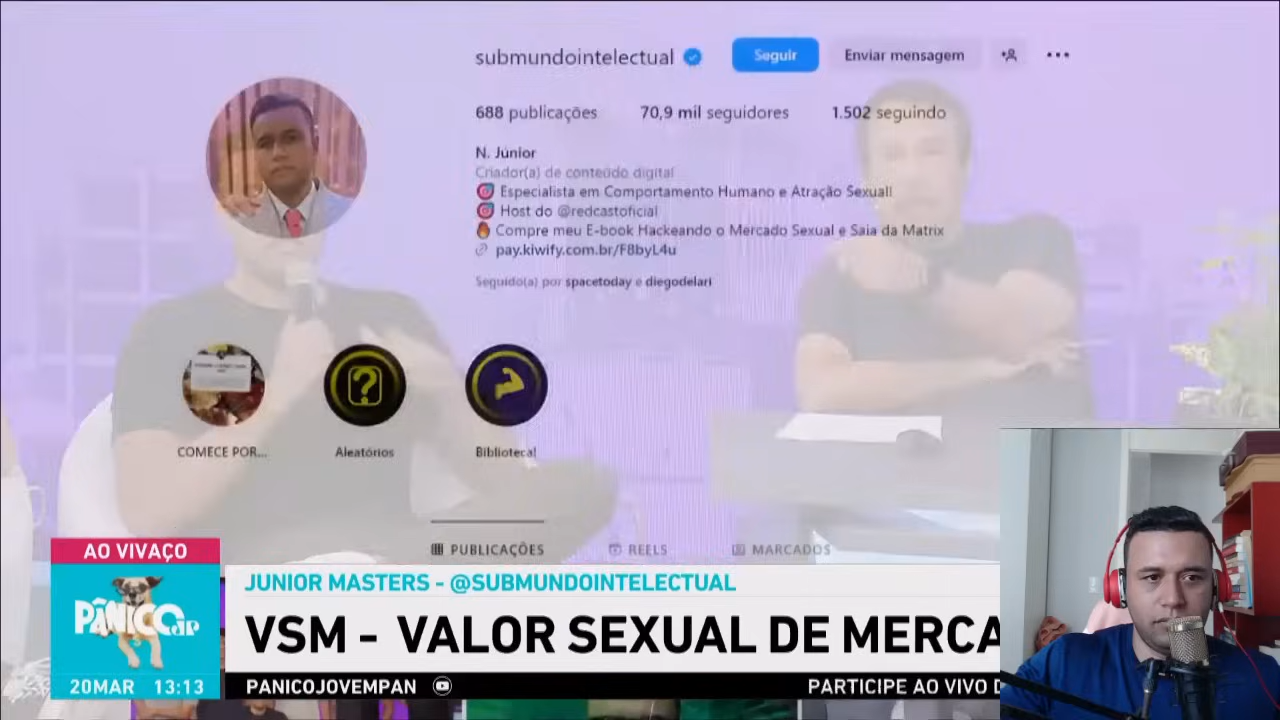 submundointelectual
Seguir
Enviar mensagem
688 publicações 70,9 mil seguidores 1.502 seguindo
N. Júnior
Criador(a) de conteúdo digital
Especialista em Comportamento Humano e Atração Sexual!
Host do @redcastoficial
Compre meu E-book Hackeando o Mercado Sexual e Saia da Matrix
pay.kiwify.com.br/F8byL4u
Seguido(a) por spacetoday e diegodelari
COMECE POR...
Aleatórios
Biblioteca!
PUBLICAÇÕES
REELS
MARCADOS
AO VIVAÇO
PÂNICO JP
20MAR 13:13
JUNIOR MASTERS - @SUBMUNDOINTELECTUAL
VSM - VALOR SEXUAL DE MERCA
PANICOJOVEMPAN
PARTICIPE AO VIVO D